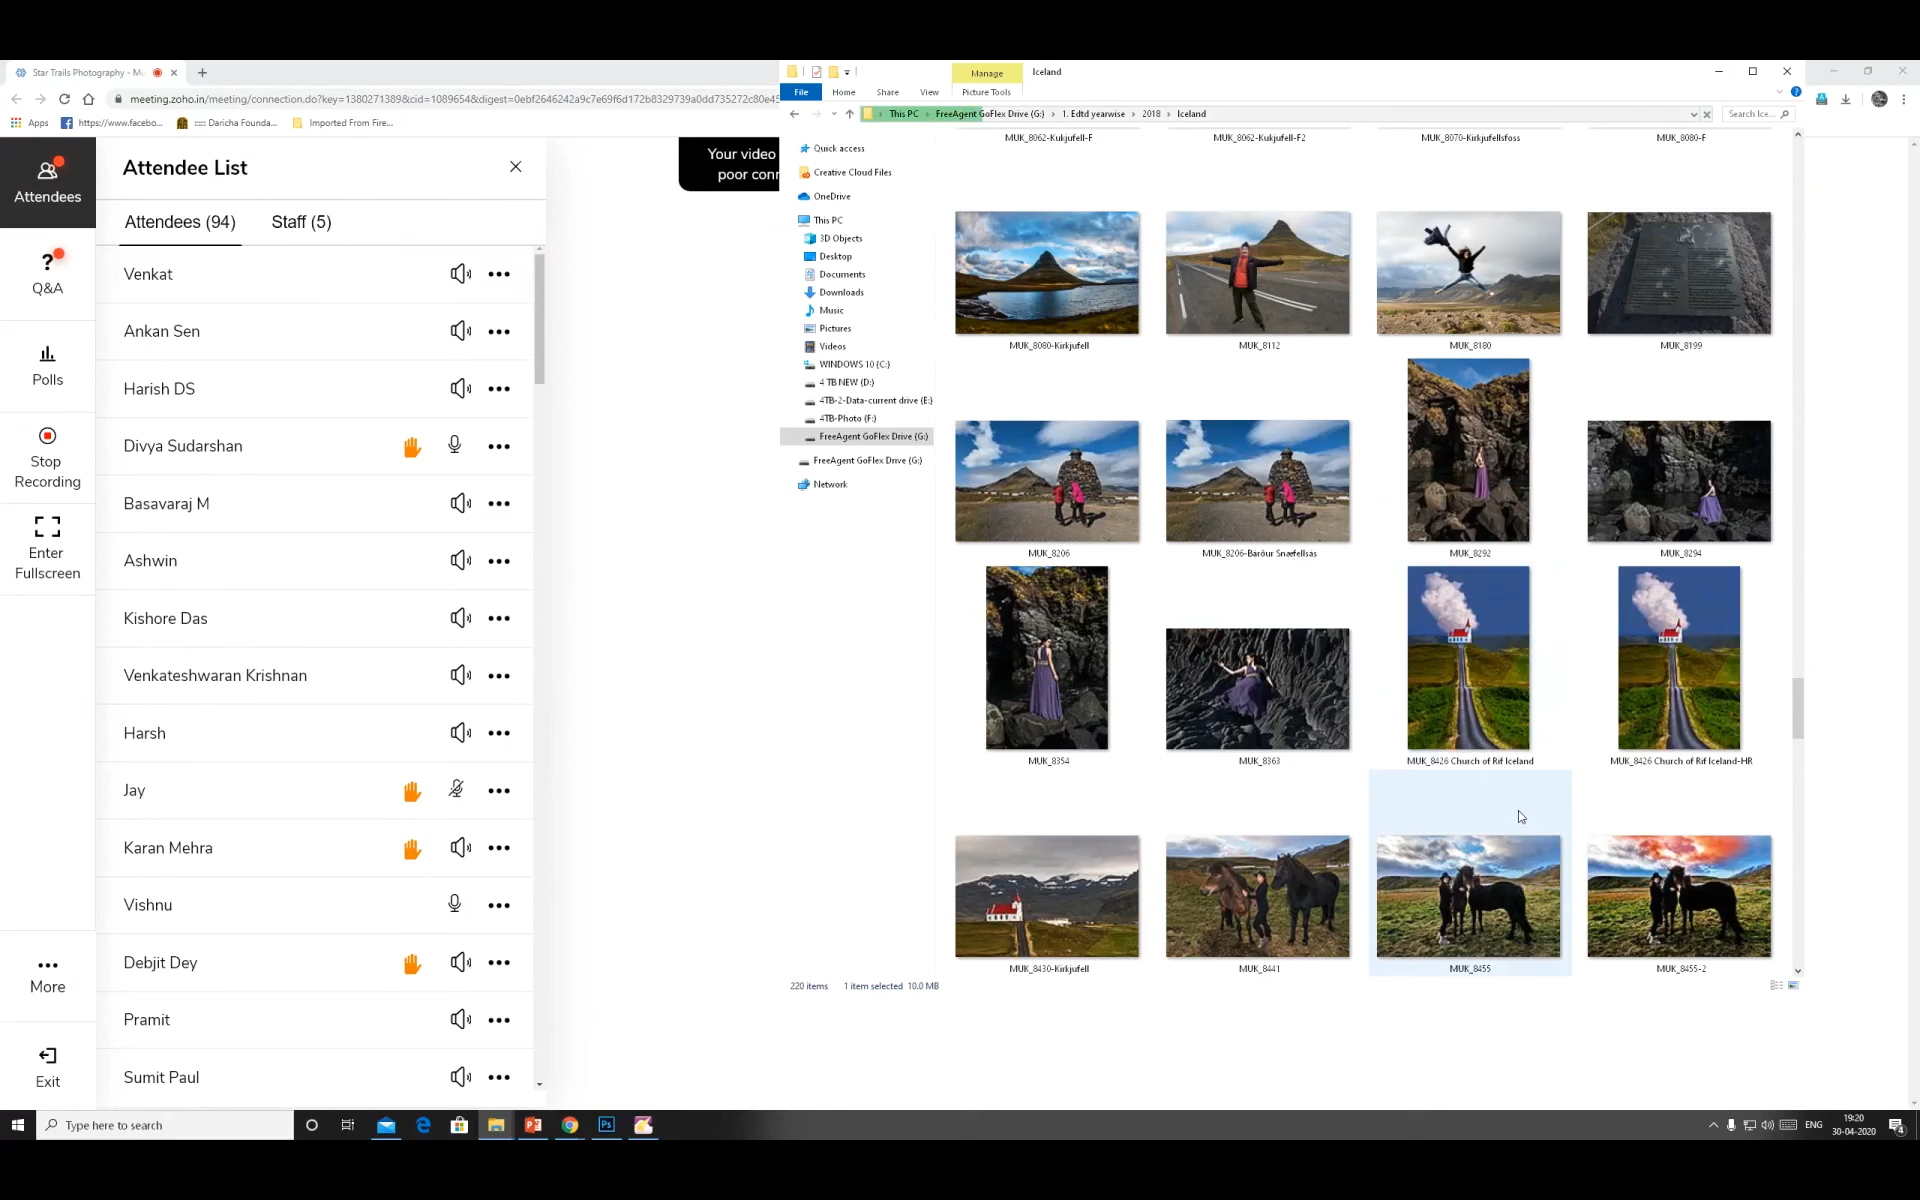 Star Trails Photography - Mu
meeting.zoho.in/meeting/connection.do?key=1380271389&cid=1089654&digest=0ebf2646242a9c7e69f6d172b8329739a0dd735272c80e45
Apps
https://www.facebo...
Daricha Founda...
Imported From Fire...
Attendees
Q&A
Polls
Stop
Recording
Enter
Fullscreen
More
Exit
Attendee List
Attendees (94)
Staff (5)
Venkat
Ankan Sen
Harish DS
Divya Sudarshan
Basavaraj M
Ashwin
Kishore Das
Venkateshwaran Krishnan
Harsh
Jay
Karan Mehra
Vishnu
Debjit Dey
Pramit
Sumit Paul
Your video
poor conn
Manage
Iceland
File
Home
Share
View
Picture Tools
This PC
FreeAgent GoFlex Drive (G:)
1. Edtd yearwise
2018
Iceland
Search Ice...
Quick access
Creative Cloud Files
OneDrive
This PC
3D Objects
Desktop
Documents
Downloads
Music
Pictures
Videos
WINDOWS 10 (C:)
4 TB NEW (D:)
4TB-2-Data-current drive (E:)
4TB-Photo (F:)
FreeAgent GoFlex Drive (G:)
FreeAgent GoFlex Drive (G:)
Network
MUK_8062-Kukjufell-F
MUK_8062-Kukjufell-F2
MUK_8070-Kirkjufellsfoss
MUK_8080-F
MUK_8080-Kirkjufell
MUK_8112
MUK_8180
MUK_8199
MUK_8206
MUK_8206-Barður Snæfellsás
MUK_8292
MUK_8294
MUK_8354
MUK_8363
MUK_8426 Church of Rif Iceland
MUK_8426 Church of Rif Iceland-HR
MUK_8430-Kirkjufell
MUK_8441
MUK_8455
MUK_8455-2
220 items
1 item selected 10.0 MB
Type here to search
ENG
19:20
30-04-2020
4